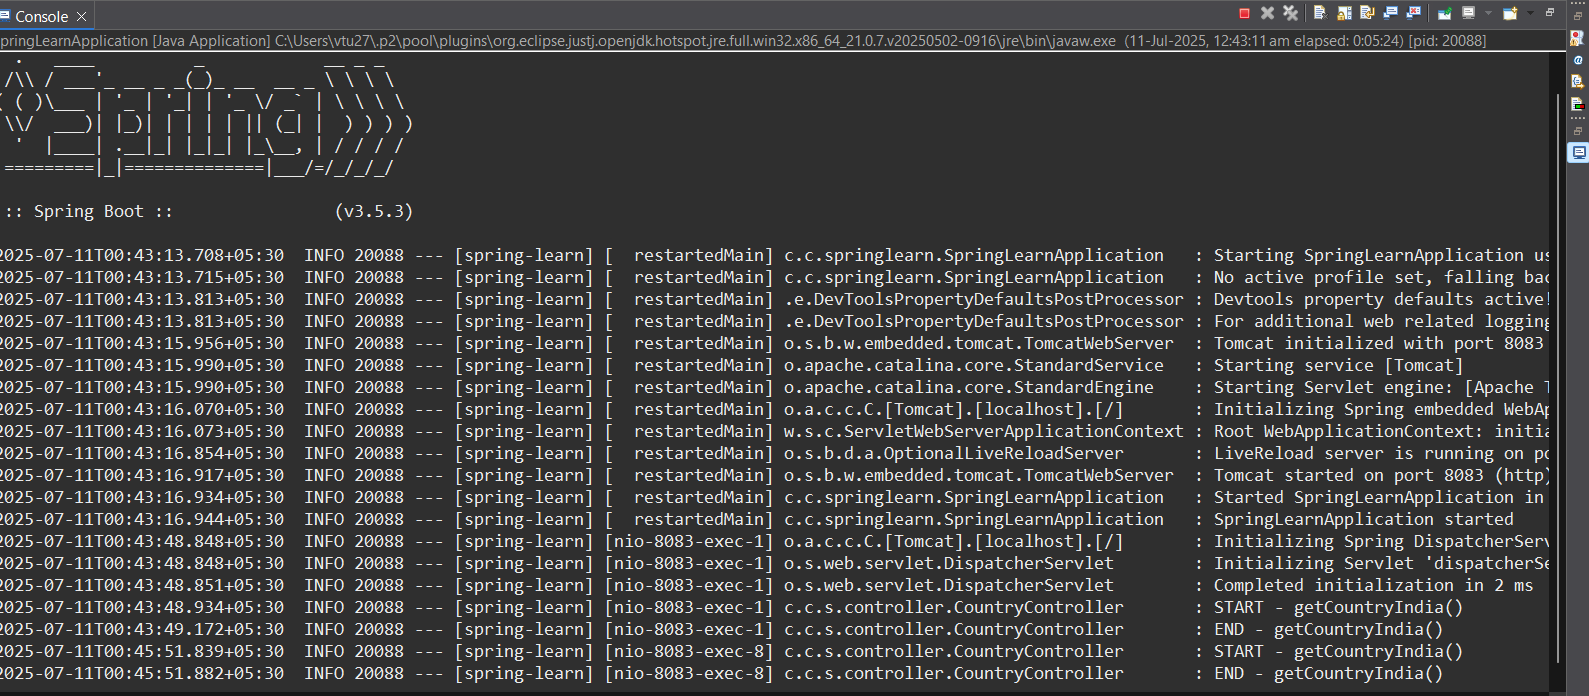 Console
pringLearnApplication [Java Application] C:\Users\vtu27\.p2\pool\plugins\org.eclipse.justj.openjdk.hotspot.jre.full.win32.x86_64_21.0.7.v20250502-0916\jre\bin\javaw.exe (11-Jul-2025, 12:43:11 am elapsed: 0:05:24) [pid: 20088]
  .   ____          _            __ _ _
 /\\ / ___'_ __ _ _(_)_ __  __ _ \ \ \ \
( ( )\___ | '_ | '_| | '_ \/ _` | \ \ \ \
 \\/  ___)| |_)| | | | | || (_| |  ) ) ) )
  '  |____| .__|_| |_|_| |_\__, | / / / /
 =========|_|==============|___/=/_/_/_/
:: Spring Boot ::                (v3.5.3)
2025-07-11T00:43:13.708+05:30  INFO 20088 --- [spring-learn] [  restartedMain] c.c.springlearn.SpringLearnApplication   : Starting SpringLearnApplication us
2025-07-11T00:43:13.715+05:30  INFO 20088 --- [spring-learn] [  restartedMain] c.c.springlearn.SpringLearnApplication   : No active profile set, falling bac
2025-07-11T00:43:13.813+05:30  INFO 20088 --- [spring-learn] [  restartedMain] .e.DevToolsPropertyDefaultsPostProcessor : Devtools property defaults active!
2025-07-11T00:43:13.813+05:30  INFO 20088 --- [spring-learn] [  restartedMain] .e.DevToolsPropertyDefaultsPostProcessor : For additional web related logging
2025-07-11T00:43:15.956+05:30  INFO 20088 --- [spring-learn] [  restartedMain] o.s.b.w.embedded.tomcat.TomcatWebServer  : Tomcat initialized with port 8083
2025-07-11T00:43:15.990+05:30  INFO 20088 --- [spring-learn] [  restartedMain] o.apache.catalina.core.StandardService   : Starting service [Tomcat]
2025-07-11T00:43:15.990+05:30  INFO 20088 --- [spring-learn] [  restartedMain] o.apache.catalina.core.StandardEngine    : Starting Servlet engine: [Apache T
2025-07-11T00:43:16.070+05:30  INFO 20088 --- [spring-learn] [  restartedMain] o.a.c.c.C.[Tomcat].[localhost].[/]       : Initializing Spring embedded WebAp
2025-07-11T00:43:16.073+05:30  INFO 20088 --- [spring-learn] [  restartedMain] w.s.c.ServletWebServerApplicationContext : Root WebApplicationContext: initia
2025-07-11T00:43:16.854+05:30  INFO 20088 --- [spring-learn] [  restartedMain] o.s.b.d.a.OptionalLiveReloadServer       : LiveReload server is running on po
2025-07-11T00:43:16.917+05:30  INFO 20088 --- [spring-learn] [  restartedMain] o.s.b.w.embedded.tomcat.TomcatWebServer  : Tomcat started on port 8083 (http)
2025-07-11T00:43:16.934+05:30  INFO 20088 --- [spring-learn] [  restartedMain] c.c.springlearn.SpringLearnApplication   : Started SpringLearnApplication in
2025-07-11T00:43:16.944+05:30  INFO 20088 --- [spring-learn] [  restartedMain] c.c.springlearn.SpringLearnApplication   : SpringLearnApplication started
2025-07-11T00:43:48.848+05:30  INFO 20088 --- [spring-learn] [nio-8083-exec-1] o.a.c.c.C.[Tomcat].[localhost].[/]       : Initializing Spring DispatcherServ
2025-07-11T00:43:48.848+05:30  INFO 20088 --- [spring-learn] [nio-8083-exec-1] o.s.web.servlet.DispatcherServlet        : Initializing Servlet 'dispatcherSe
2025-07-11T00:43:48.851+05:30  INFO 20088 --- [spring-learn] [nio-8083-exec-1] o.s.web.servlet.DispatcherServlet        : Completed initialization in 2 ms
2025-07-11T00:43:48.934+05:30  INFO 20088 --- [spring-learn] [nio-8083-exec-1] c.c.s.controller.CountryController       : START - getCountryIndia()
2025-07-11T00:43:49.172+05:30  INFO 20088 --- [spring-learn] [nio-8083-exec-1] c.c.s.controller.CountryController       : END - getCountryIndia()
2025-07-11T00:45:51.839+05:30  INFO 20088 --- [spring-learn] [nio-8083-exec-8] c.c.s.controller.CountryController       : START - getCountryIndia()
2025-07-11T00:45:51.882+05:30  INFO 20088 --- [spring-learn] [nio-8083-exec-8] c.c.s.controller.CountryController       : END - getCountryIndia()